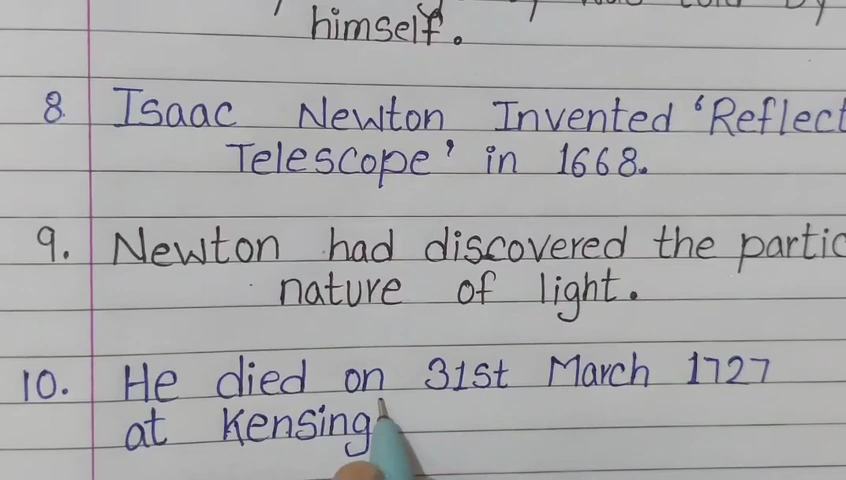 himself.
8. Isaac Newton Invented 'Reflect
Telescope' in 1668.
9. Newton had discovered the partic
nature of light.
10. He died on 31st March 1727
at Kensing